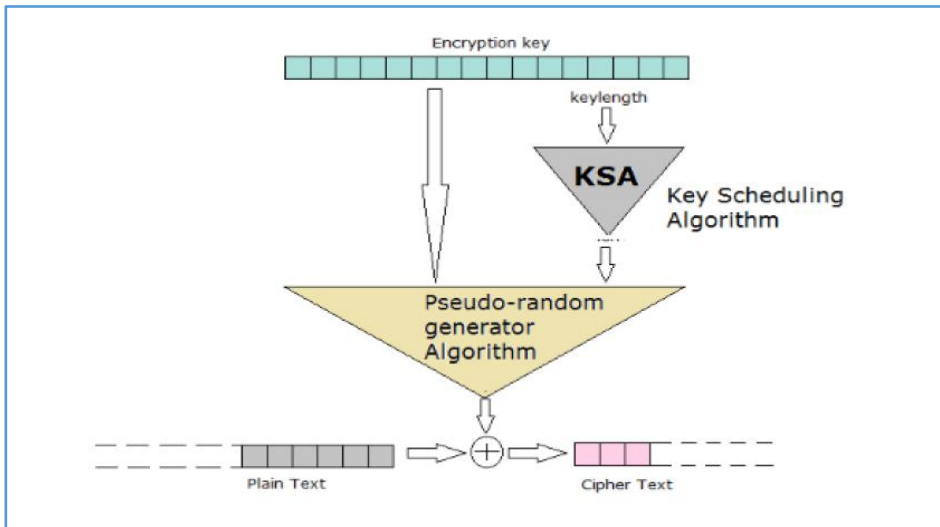 Encryption key
keylength
KSA
Key Scheduling
Algorithm
Pseudo-random
generator
Algorithm
Plain Text
Cipher Text